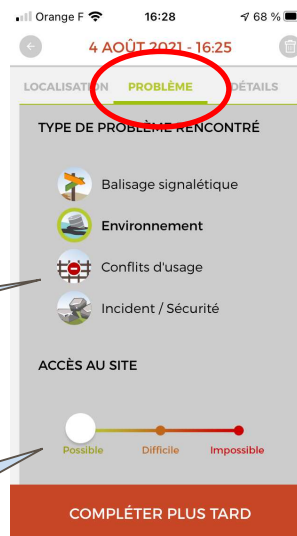 Orange F 16:28 68 %
4 AOÛT 2021 - 16:25
LOCALISATION PROBLÈME DÉTAILS
TYPE DE PROBLÈME RENCONTRÉ
Balisage signalétique
Environnement
Conflits d'usage
Incident / Sécurité
ACCÈS AU SITE
Possible Difficile Impossible
COMPLÉTER PLUS TARD